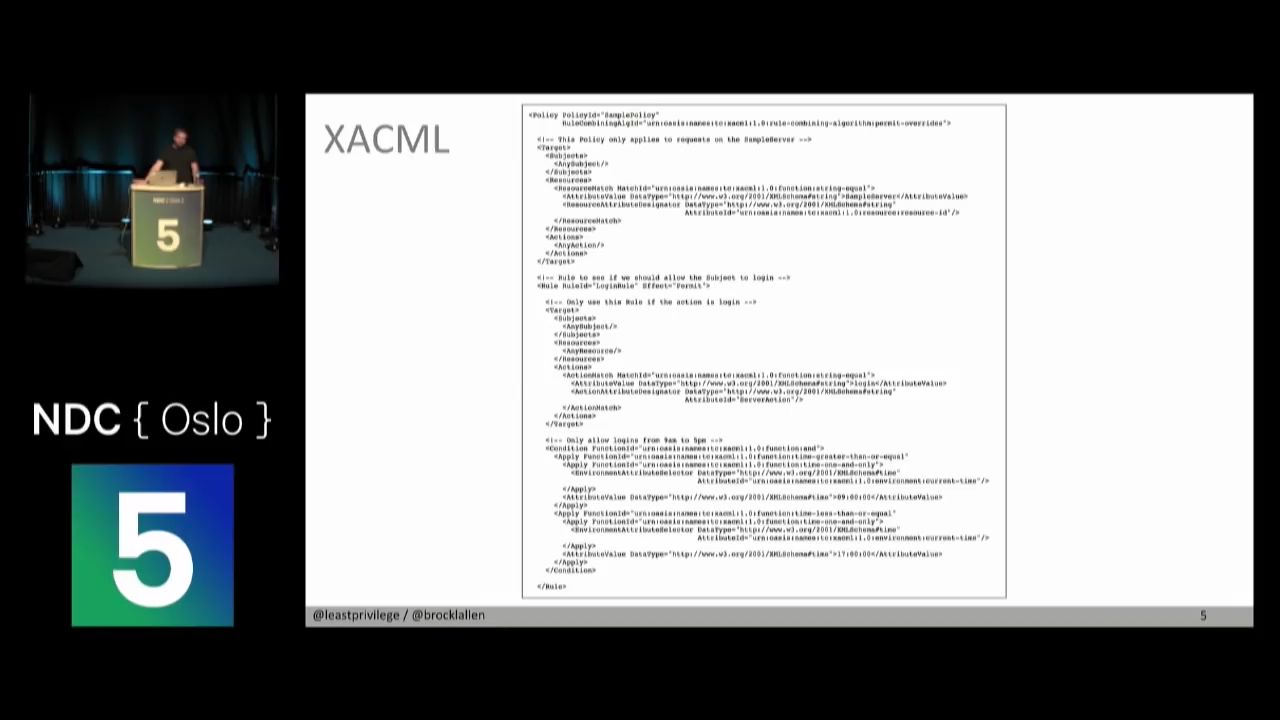 XACML
<Policy PolicyId="SamplePolicy"
RuleCombiningAlgId="urn:oasis:names:tc:xacml:1.0:rule-combining-algorithm:permit-overrides">
<!-- This Policy only applies to requests on the SampleServer -->
<Target>
<Subjects>
<AnySubject/>
</Subjects>
<Resources>
<ResourceMatch MatchId="urn:oasis:names:tc:xacml:1.0:function:string-equal">
<AttributeValue DataType="http://www.w3.org/2001/XMLSchema#string">SampleServer</AttributeValue>
<ResourceAttributeDesignator DataType="http://www.w3.org/2001/XMLSchema#string"
AttributeId="urn:oasis:names:tc:xacml:1.0:resource:resource-id"/>
</ResourceMatch>
</Resources>
<Actions>
<AnyAction/>
</Actions>
</Target>
<!-- Rule to see if we should allow the Subject to login -->
<Rule RuleId="LoginRule" Effect="Permit">
<!-- Only use this Rule if the action is login -->
<Target>
<Subjects>
<AnySubject/>
</Subjects>
<Resources>
<AnyResource/>
</Resources>
<Actions>
<ActionMatch MatchId="urn:oasis:names:tc:xacml:1.0:function:string-equal">
<AttributeValue DataType="http://www.w3.org/2001/XMLSchema#string">login</AttributeValue>
<ActionAttributeDesignator DataType="http://www.w3.org/2001/XMLSchema#string"
AttributeId="ServerAction"/>
</ActionMatch>
</Actions>
</Target>
<!-- Only allow logins from 9am to 5pm -->
<Condition FunctionId="urn:oasis:names:tc:xacml:1.0:function:and">
<Apply FunctionId="urn:oasis:names:tc:xacml:1.0:function:time-greater-than-or-equal"
<Apply FunctionId="urn:oasis:names:tc:xacml:1.0:function:time-one-and-only">
<EnvironmentAttributeSelector DataType="http://www.w3.org/2001/XMLSchema#time"
AttributeId="urn:oasis:names:tc:xacml:1.0:environment:current-time"/>
</Apply>
<AttributeValue DataType="http://www.w3.org/2001/XMLSchema#time">09:00:00</AttributeValue>
</Apply>
<Apply FunctionId="urn:oasis:names:tc:xacml:1.0:function:time-less-than-or-equal"
<Apply FunctionId="urn:oasis:names:tc:xacml:1.0:function:time-one-and-only">
<EnvironmentAttributeSelector DataType="http://www.w3.org/2001/XMLSchema#time"
AttributeId="urn:oasis:names:tc:xacml:1.0:environment:current-time"/>
</Apply>
<AttributeValue DataType="http://www.w3.org/2001/XMLSchema#time">17:00:00</AttributeValue>
</Apply>
</Condition>
</Rule>
@leastprivilege / @brocklallen
5
5
NDC { Oslo }
5